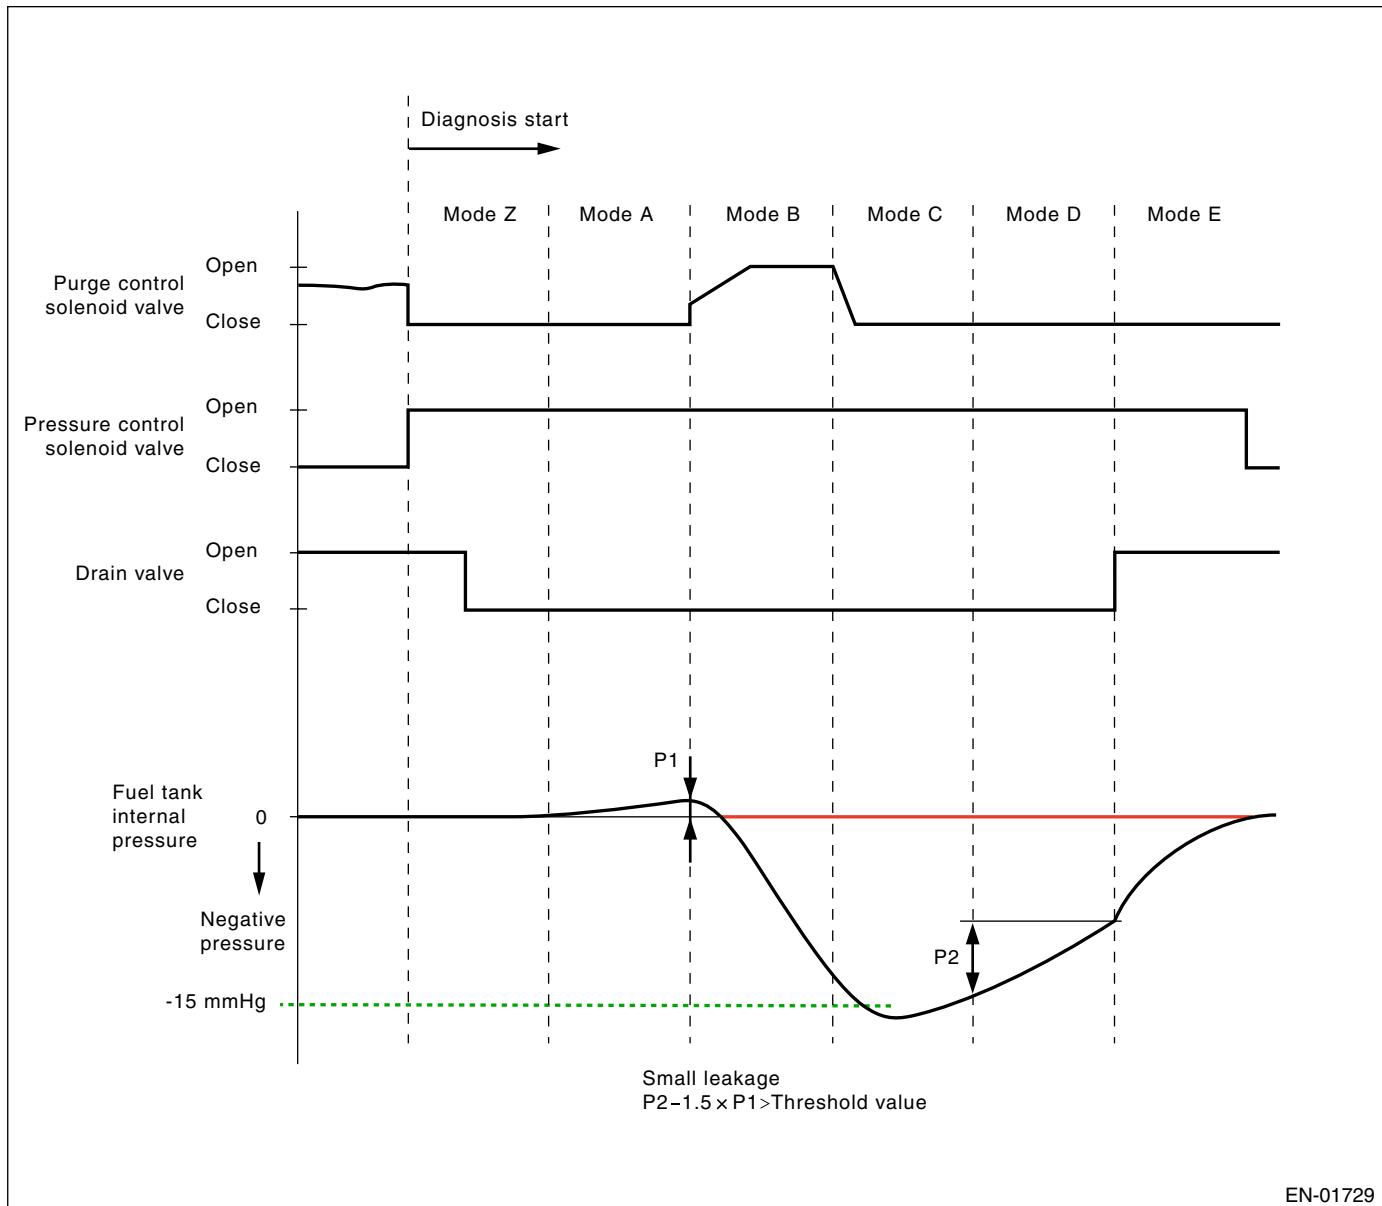 Diagnosis start
Mode Z
Mode A
Mode B
Mode C
Mode D
Mode E
Purge control
solenoid valve
Open
Close
Pressure control
solenoid valve
Open
Close
Drain valve
Open
Close
P1
Fuel tank
internal
pressure
0
Negative
pressure
P2
-15 mmHg
Small leakage
P2−1.5 × P1>Threshold value
EN-01729